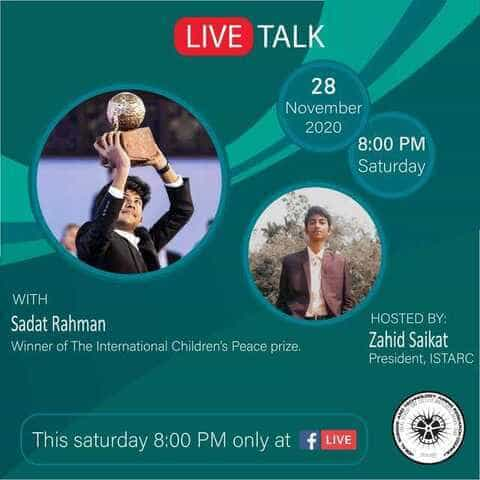 LIVE TALK
28
November
2020
8:00 PM
Saturday
WITH
Sadat Rahman
Winner of The International Children's Peace prize.
HOSTED BY:
Zahid Saikat
President, ISTARC
This saturday 8:00 PM only at f LIVE